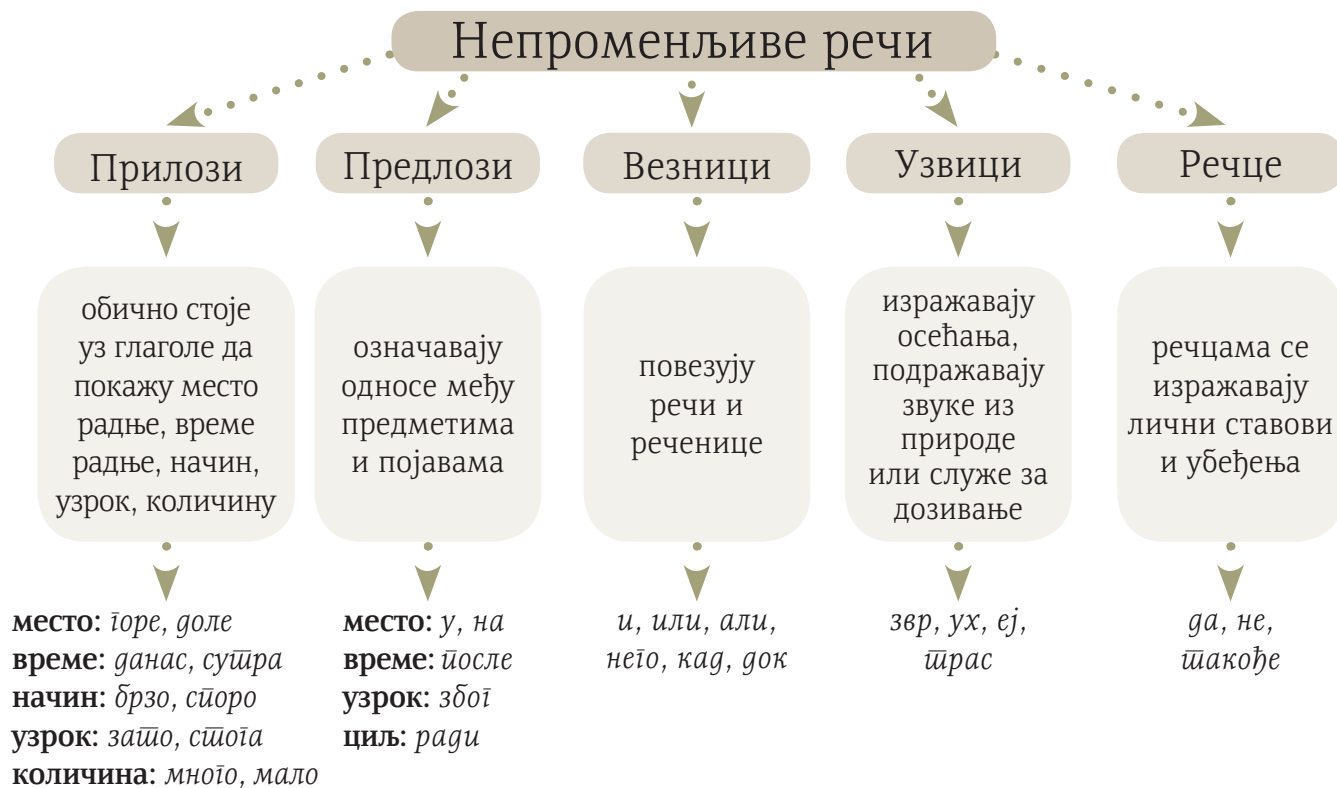 Непроменљиве речи
Прилози
Предлози
Везници
Узвици
Речце
обично стоје
уз глаголе да
покажу место
радње, време
радње, начин,
узрок, количину
означавају
односе међу
предметима
и појавама
повезују
речи и
реченице
изражавају
осећања,
подражавају
звуке из
природе
или служе за
дозивање
речцама се
изражавају
лични ставови
и убеђења
место: горе, доле
време: данас, сутра
начин: брзо, споро
узрок: зато, стога
количина: много, мало
место: у, на
време: после
узрок: због
циљ: ради
и, или, али,
него, кад, док
звр, ух, еј,
трас
да, не,
такође